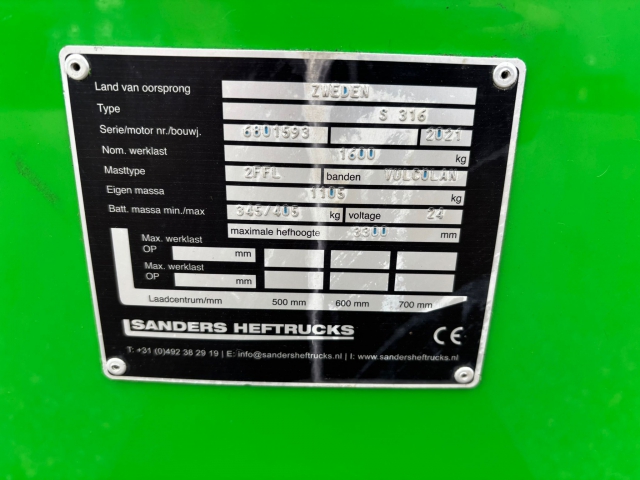 Land van oorsprong ZWEDEN
Type S 316
Serie/motor nr./bouwj. 6801593 2021
Nom. werklast 1600 kg
Masttype 2FFL banden VULCOLAN
Eigen massa 1105 kg
Batt. massa min./max 345/405 kg voltage 24
maximale hefhoogte 3300 mm
Max. werklast
OP mm
Max. werklast
OP mm
Laadcentrum/mm 500 mm 600 mm 700 mm
SANDERS HEFTRUCKS CE
T: +31 (0)492 38 29 19 | E: info@sandersheftrucks.nl | I: www.sandersheftrucks.nl